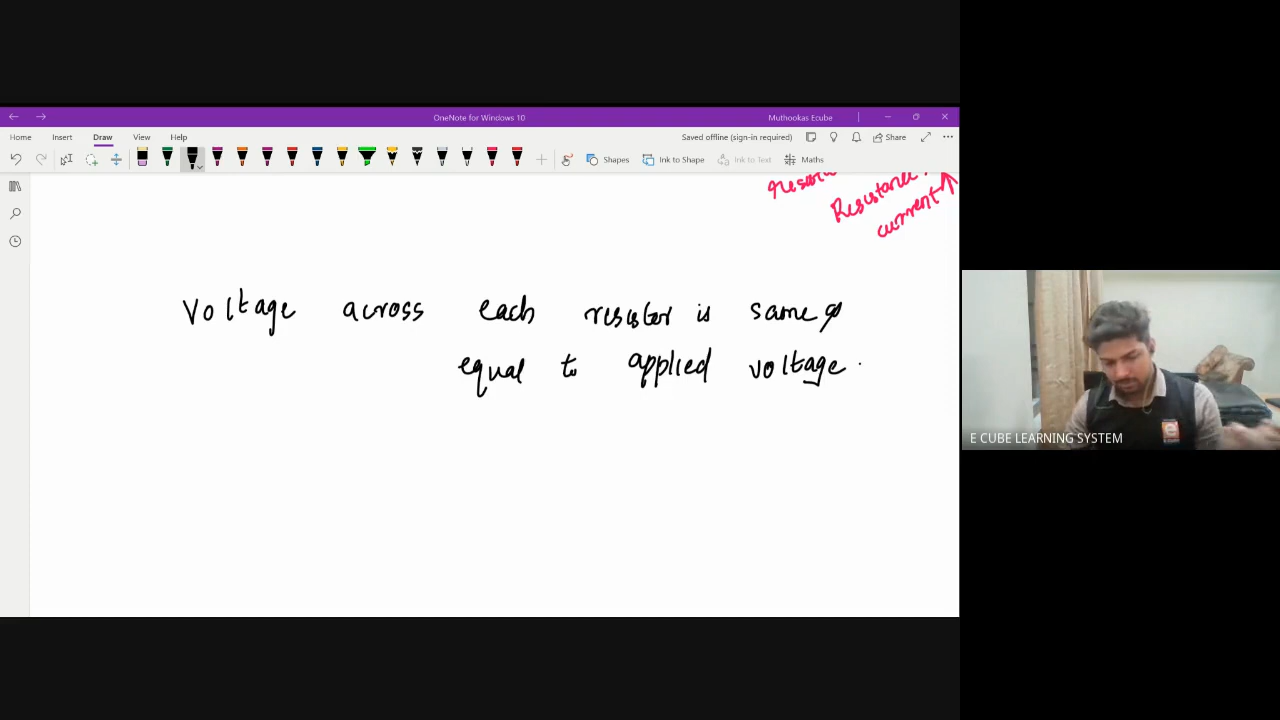 OneNote for Windows 10
Muthookas Ecube
Home Insert Draw View Help
Saved offline (sign-in required)
Share
Shapes
Ink to Shape
Ink to Text
Maths
Resistance
current
voltage across each resistor is same &
equal to applied voltage.
E CUBE LEARNING SYSTEM